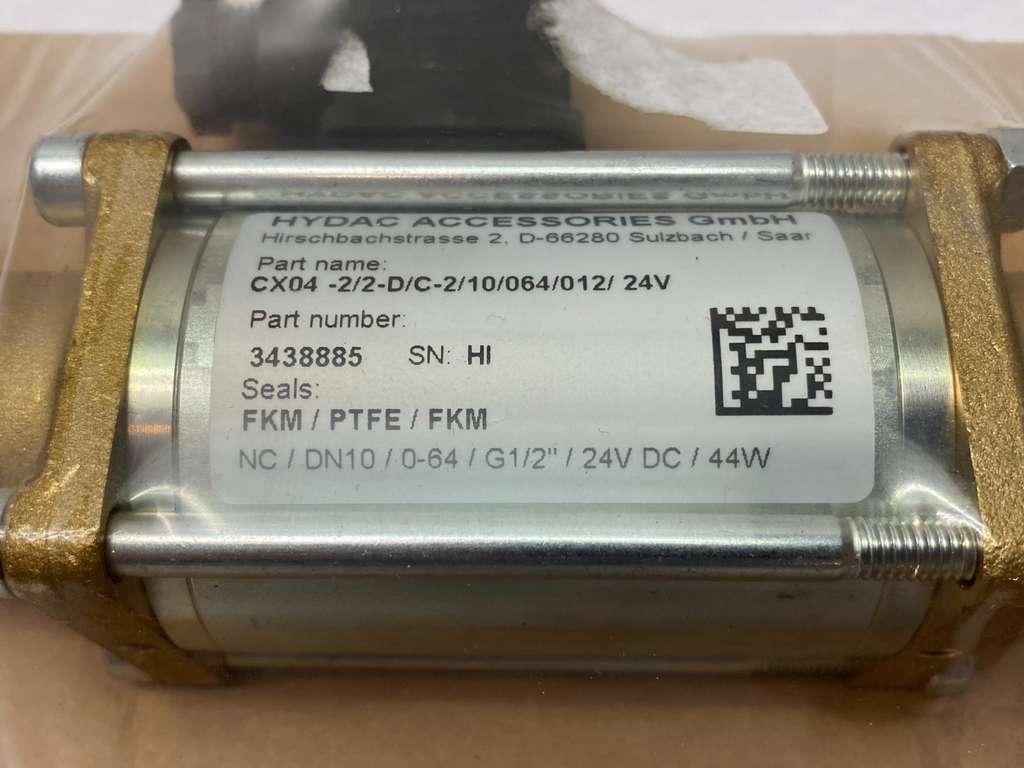 HYDAC ACCESSORIES GmbH
Hirschbachstrasse 2, D-66280 Sulzbach / Saar
Part name:
CX04 -2/2-D/C-2/10/064/012/ 24V
Part number:
3438885 SN: HI
Seals:
FKM / PTFE / FKM
NC / DN10 / 0-64 / G1/2" / 24V DC / 44W